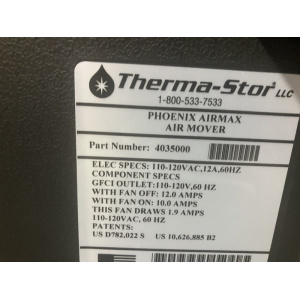 Therma-Stor LLC
1-800-533-7533
PHOENIX AIRMAX
AIR MOVER
Part Number: 4035000
ELEC SPECS: 110-120VAC,12A,60HZ
COMPONENT SPECS
GFCI OUTLET:110-120V,60 HZ
WITH FAN OFF: 12.0 AMPS
WITH FAN ON: 10.0 AMPS
THIS FAN DRAWS 1.9 AMPS
110-120VAC, 60 HZ
PATENTS:
US D782,022 S US 10,626,885 B2